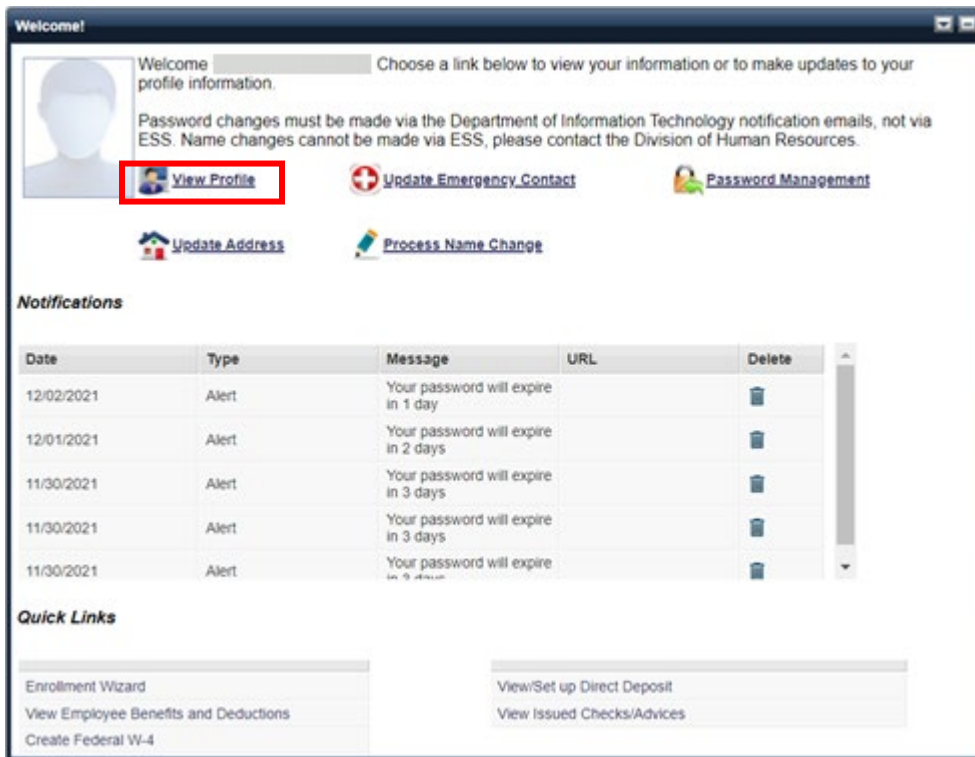 Welcome!
Welcome Choose a link below to view your information or to make updates to your
profile information.
Password changes must be made via the Department of Information Technology notification emails, not via
ESS. Name changes cannot be made via ESS, please contact the Division of Human Resources.
View Profile Update Emergency Contact Password Management
Update Address Process Name Change
Notifications
Date Type Message URL Delete
12/02/2021 Alert Your password will expire
in 1 day
12/01/2021 Alert Your password will expire
in 2 days
11/30/2021 Alert Your password will expire
in 3 days
11/30/2021 Alert Your password will expire
in 3 days
11/30/2021 Alert Your password will expire
Quick Links
Enrollment Wizard View/Set up Direct Deposit
View Employee Benefits and Deductions View Issued Checks/Advices
Create Federal W-4